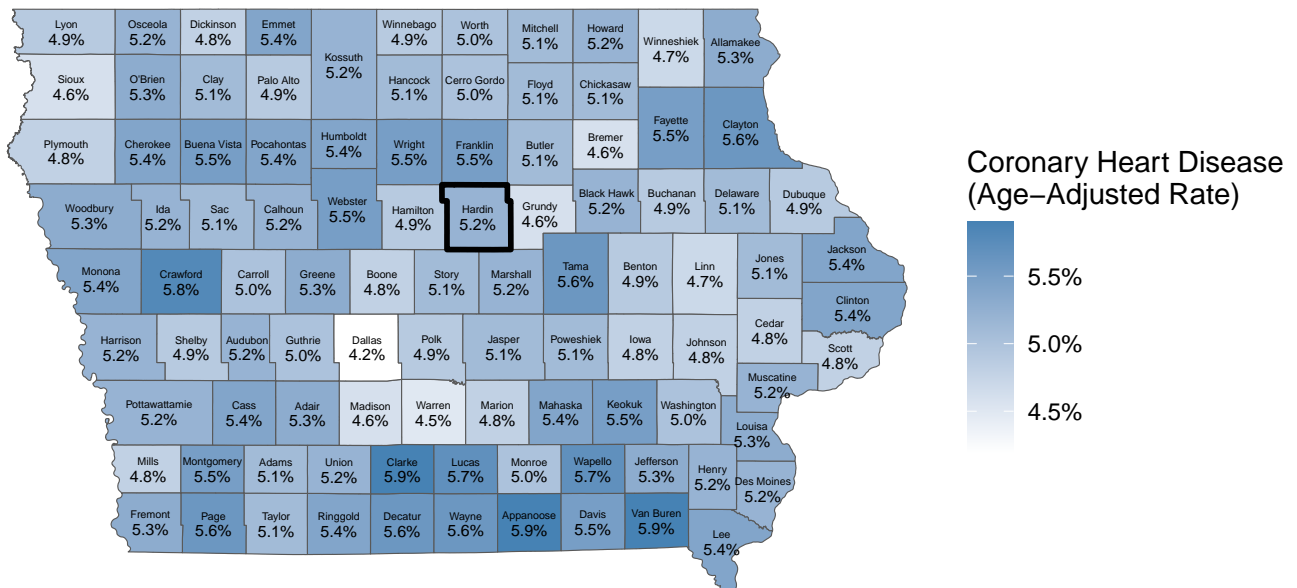 Lyon
4.9%
Osceola
5.2%
Dickinson
4.8%
Emmet
5.4%
Kossuth
5.2%
Winnebago
4.9%
Worth
5.0%
Mitchell
5.1%
Howard
5.2%
Winneshiek
4.7%
Allamakee
5.3%
Sioux
4.6%
O'Brien
5.3%
Clay
5.1%
Palo Alto
4.9%
Hancock
5.1%
Cerro Gordo
5.0%
Floyd
5.1%
Chickasaw
5.1%
Fayette
5.5%
Clayton
5.6%
Plymouth
4.8%
Cherokee
5.4%
Buena Vista
5.5%
Pocahontas
5.4%
Humboldt
5.4%
Wright
5.5%
Franklin
5.5%
Butler
5.1%
Bremer
4.6%
Woodbury
5.3%
Ida
5.2%
Sac
5.1%
Calhoun
5.2%
Webster
5.5%
Hamilton
4.9%
Hardin
5.2%
Grundy
4.6%
Black Hawk
5.2%
Buchanan
4.9%
Delaware
5.1%
Dubuque
4.9%
Monona
5.4%
Crawford
5.8%
Carroll
5.0%
Greene
5.3%
Boone
4.8%
Story
5.1%
Marshall
5.2%
Tama
5.6%
Benton
4.9%
Linn
4.7%
Jones
5.1%
Jackson
5.4%
Clinton
5.4%
Harrison
5.2%
Shelby
4.9%
Audubon
5.2%
Guthrie
5.0%
Dallas
4.2%
Polk
4.9%
Jasper
5.1%
Poweshiek
5.1%
Iowa
4.8%
Johnson
4.8%
Cedar
4.8%
Scott
4.8%
Muscatine
5.2%
Pottawattamie
5.2%
Cass
5.4%
Adair
5.3%
Madison
4.6%
Warren
4.5%
Marion
4.8%
Mahaska
5.4%
Keokuk
5.5%
Washington
5.0%
Louisa
5.3%
Mills
4.8%
Montgomery
5.5%
Adams
5.1%
Union
5.2%
Clarke
5.9%
Lucas
5.7%
Monroe
5.0%
Wapello
5.7%
Jefferson
5.3%
Henry
5.2%
Des Moines
5.2%
Fremont
5.3%
Page
5.6%
Taylor
5.1%
Ringgold
5.4%
Decatur
5.6%
Wayne
5.6%
Appanoose
5.9%
Davis
5.5%
Van Buren
5.9%
Lee
5.4%
Coronary Heart Disease
(Age−Adjusted Rate)
5.5%
5.0%
4.5%